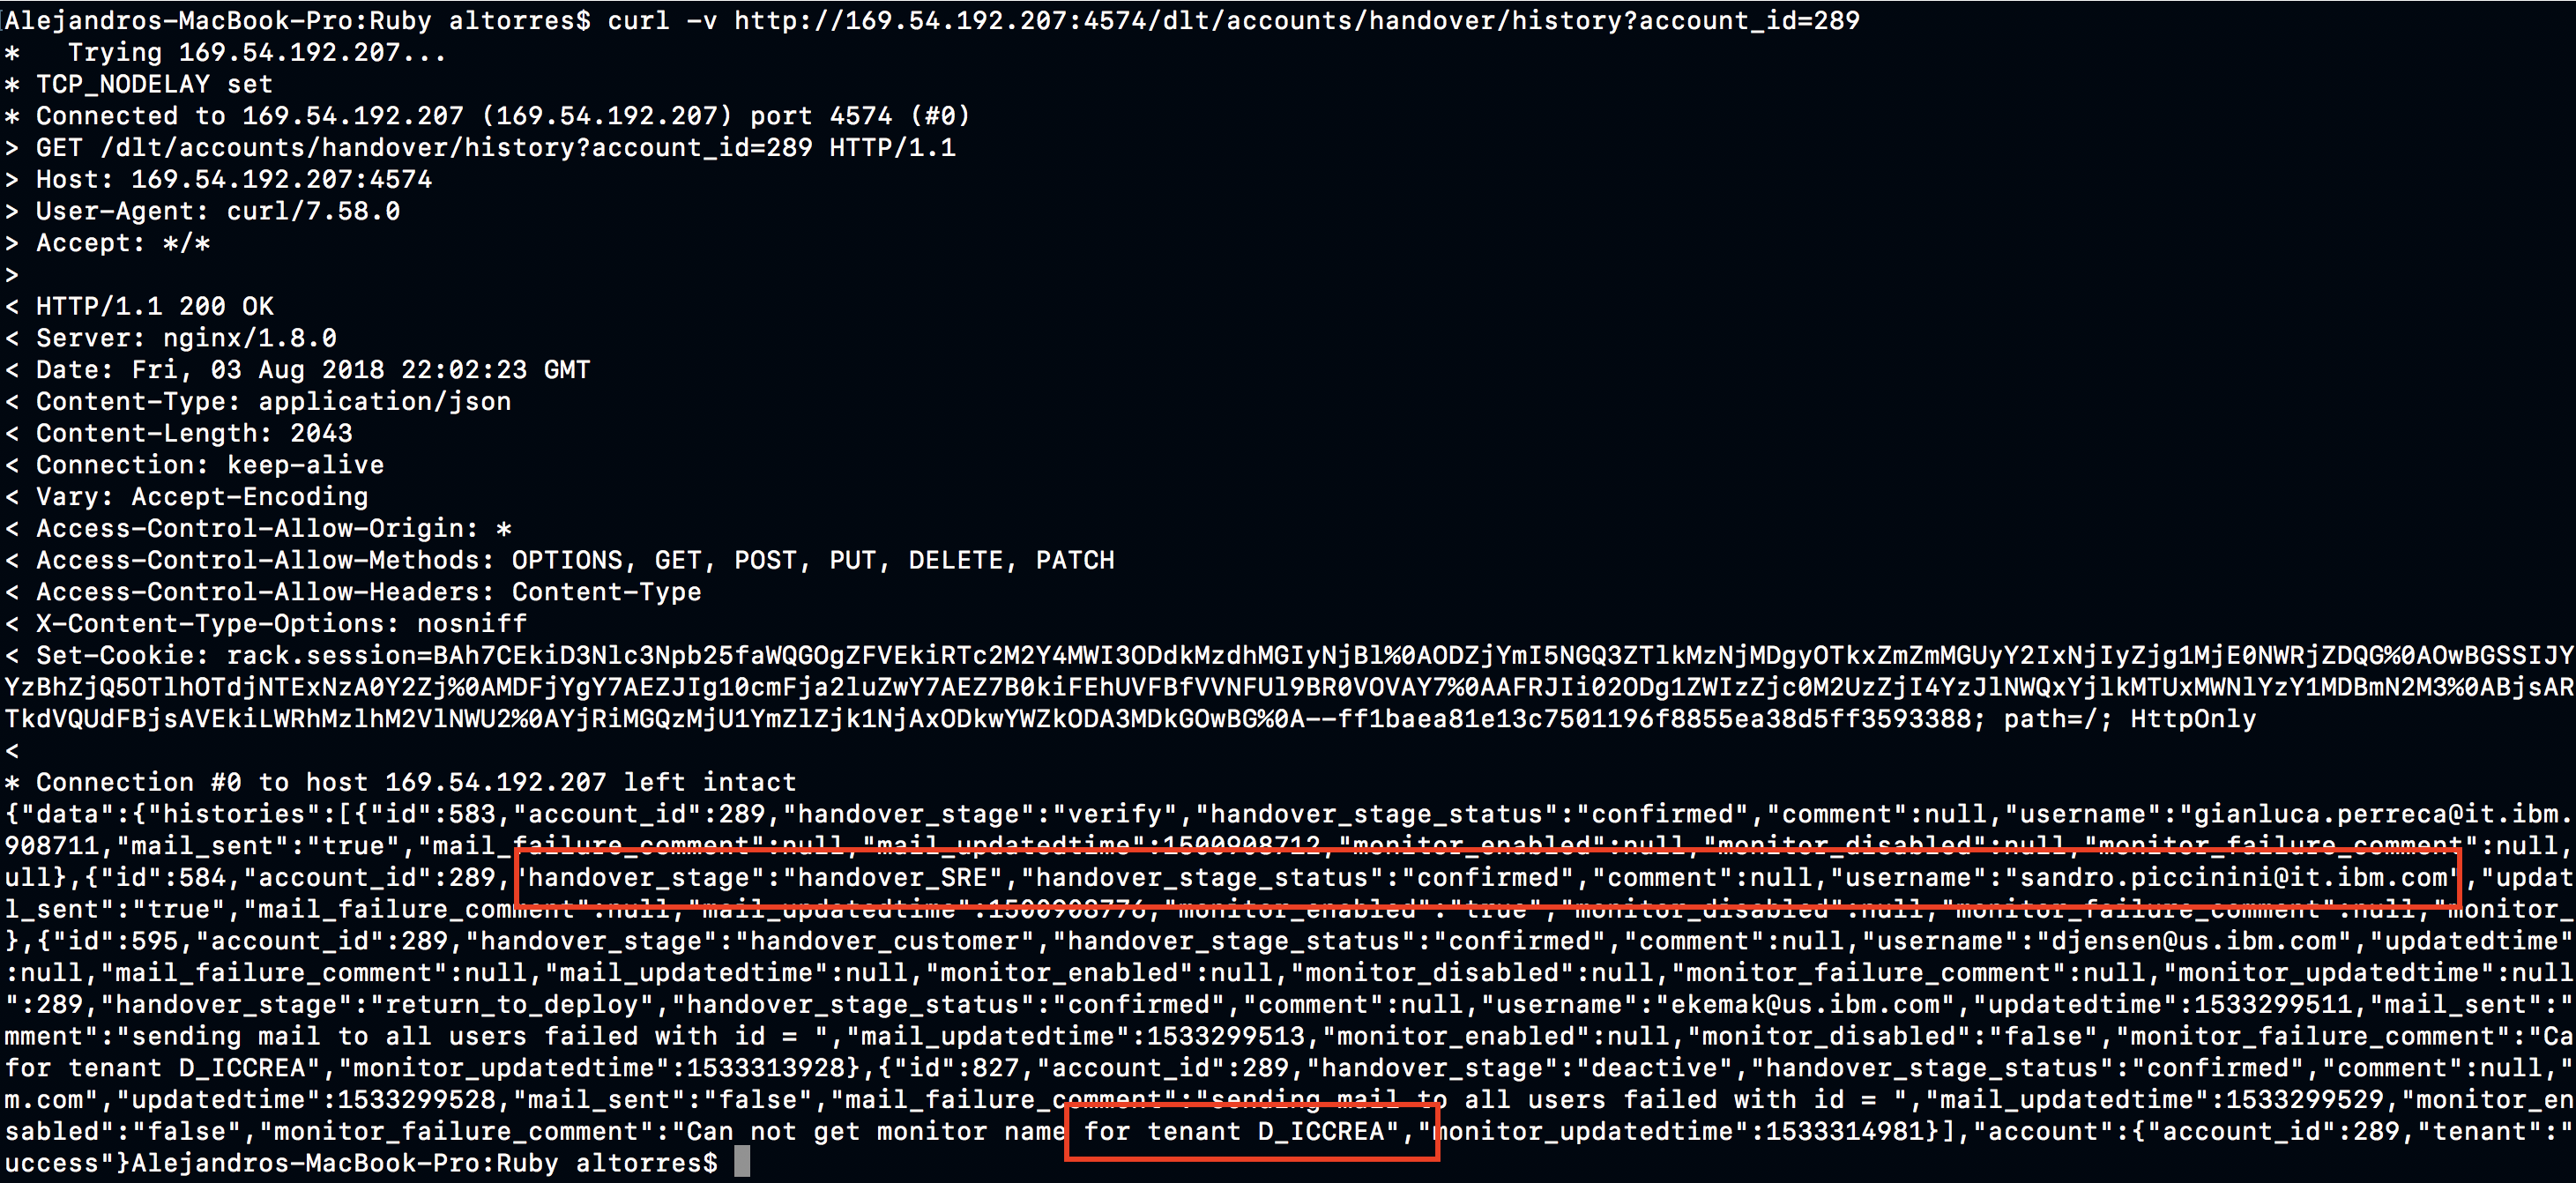 Alejandros-MacBook-Pro:Ruby altorres$ curl -v http://169.54.192.207:4574/dlt/accounts/handover/history?account_id=289
*   Trying 169.54.192.207...
* TCP_NODELAY set
* Connected to 169.54.192.207 (169.54.192.207) port 4574 (#0)
> GET /dlt/accounts/handover/history?account_id=289 HTTP/1.1
> Host: 169.54.192.207:4574
> User-Agent: curl/7.58.0
> Accept: */*
>
< HTTP/1.1 200 OK
< Server: nginx/1.8.0
< Date: Fri, 03 Aug 2018 22:02:23 GMT
< Content-Type: application/json
< Content-Length: 2043
< Connection: keep-alive
< Vary: Accept-Encoding
< Access-Control-Allow-Origin: *
< Access-Control-Allow-Methods: OPTIONS, GET, POST, PUT, DELETE, PATCH
< Access-Control-Allow-Headers: Content-Type
< X-Content-Type-Options: nosniff
< Set-Cookie: rack.session=BAh7CEkiD3Nlc3Npb25faWQGOgZFVEkiRTc2M2Y4MWI3ODdkMzdhMGIyNjBl%0AODZjYmI5NGQ3ZTlkMzNjMDgyOTkxZmZmMGUyY2IxNjIyZjg1MjE0NWRjZDQG%0AOwBGSSIJY
YzBhZjQ5OTlhOTdjNTExNzA0Y2Zj%0AMDFjYgY7AEZJIg10cmFja2luZwY7AEZ7B0kiFEhUVFBfVVNFUl9BR0VOVAY7%0AAFRJIi02ODg1ZWIzZjc0M2UzZjI4YzJlNWQxYjlkMTUxMWNlYzY1MDBmN2M3%0ABjsAR
TkdVQUdFBjsAVEkiLWRhMzlhM2VlNWU2%0AYjRiMGQzMjU1YmZlZjk1NjAxODkwYWZkODA3MDkGOwBG%0A--ff1baea81e13c7501196f8855ea38d5ff3593388; path=/; HttpOnly
<
* Connection #0 to host 169.54.192.207 left intact
{"data":{"histories":[{"id":583,"account_id":289,"handover_stage":"verify","handover_stage_status":"confirmed","comment":null,"username":"gianluca.perreca@it.ibm.
908711,"mail_sent":"true","mail_failure_comment":null,"mail_updatedtime":1500908712,"monitor_enabled":null,"monitor_disabled":null,"monitor_failure_comment":null,
ull},{"id":584,"account_id":289,"handover_stage":"handover_SRE","handover_stage_status":"confirmed","comment":null,"username":"sandro.piccinini@it.ibm.com","updat
l_sent":"true","mail_failure_comment":null,"mail_updatedtime":1500908776,"monitor_enabled":"true","monitor_disabled":null,"monitor_failure_comment":null,"monitor_
},{"id":595,"account_id":289,"handover_stage":"handover_customer","handover_stage_status":"confirmed","comment":null,"username":"djensen@us.ibm.com","updatedtime"
:null,"mail_failure_comment":null,"mail_updatedtime":null,"monitor_enabled":null,"monitor_disabled":null,"monitor_failure_comment":null,"monitor_updatedtime":null
":289,"handover_stage":"return_to_deploy","handover_stage_status":"confirmed","comment":null,"username":"ekemak@us.ibm.com","updatedtime":1533299511,"mail_sent":"
mment":"sending mail to all users failed with id = ","mail_updatedtime":1533299513,"monitor_enabled":null,"monitor_disabled":"false","monitor_failure_comment":"Ca
for tenant D_ICCREA","monitor_updatedtime":1533313928},{"id":827,"account_id":289,"handover_stage":"deactive","handover_stage_status":"confirmed","comment":null,"
m.com","updatedtime":1533299528,"mail_sent":"false","mail_failure_comment":"sending mail to all users failed with id = ","mail_updatedtime":1533299529,"monitor_en
sabled":"false","monitor_failure_comment":"Can not get monitor name for tenant D_ICCREA","monitor_updatedtime":1533314981}],"account":{"account_id":289,"tenant":"
uccess"}Alejandros-MacBook-Pro:Ruby altorres$